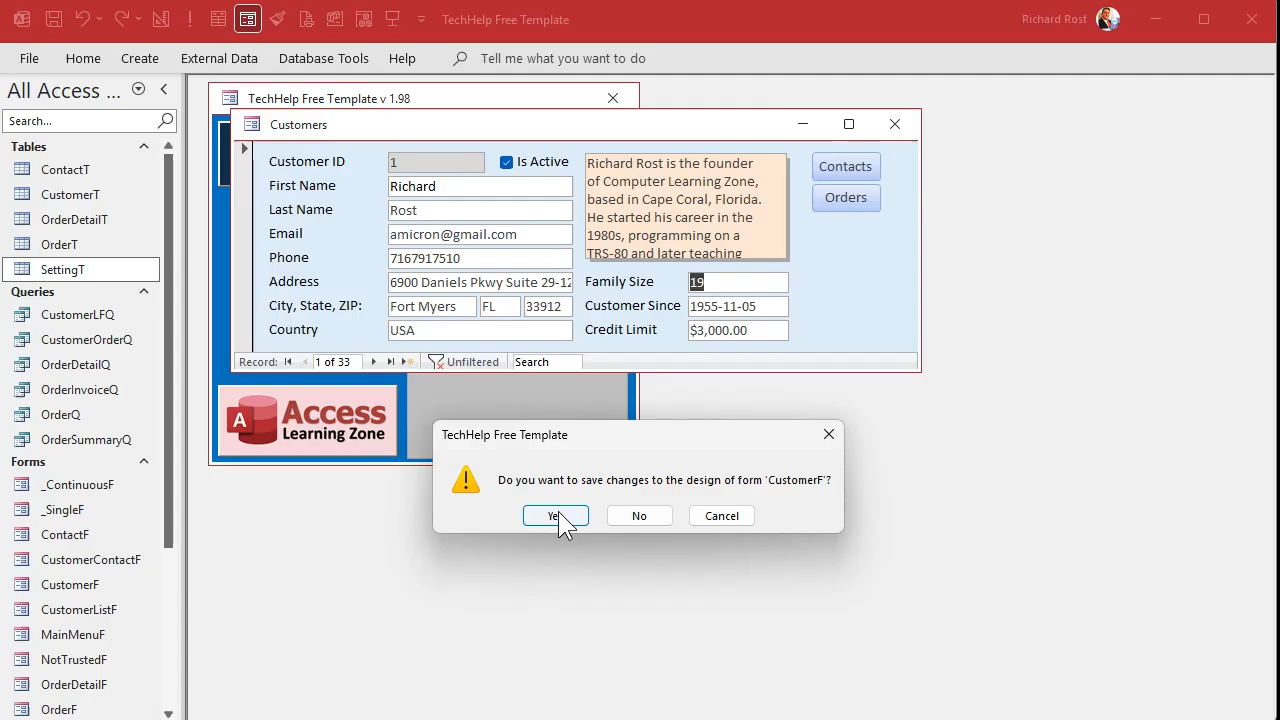 TechHelp Free Template
Richard Rost
File
Home
Create
External Data
Database Tools
Help
Tell me what you want to do
All Access ...
Search...
Tables
ContactT
CustomerT
OrderDetailT
OrderT
SettingT
Queries
CustomerLFQ
CustomerOrderQ
OrderDetailQ
OrderInvoiceQ
OrderQ
OrderSummaryQ
Forms
_ContinuousF
_SingleF
ContactF
CustomerContactF
CustomerF
CustomerListF
MainMenuF
NotTrustedF
OrderDetailF
OrderF
TechHelp Free Template v 1.98
Customers
Customer ID 1
Is Active
First Name Richard
Last Name Rost
Email amicron@gmail.com
Phone 7167917510
Address 6900 Daniels Pkwy Suite 29-12
City, State, ZIP: Fort Myers FL 33912
Country USA
Richard Rost is the founder
of Computer Learning Zone,
based in Cape Coral, Florida.
He started his career in the
1980s, programming on a
TRS-80 and later teaching
Family Size 19
Customer Since 1955-11-05
Credit Limit $3,000.00
Contacts
Orders
Record: 1 of 33 Unfiltered Search
A Access
Learning Zone
TechHelp Free Template
Do you want to save changes to the design of form 'CustomerF'?
No
Cancel